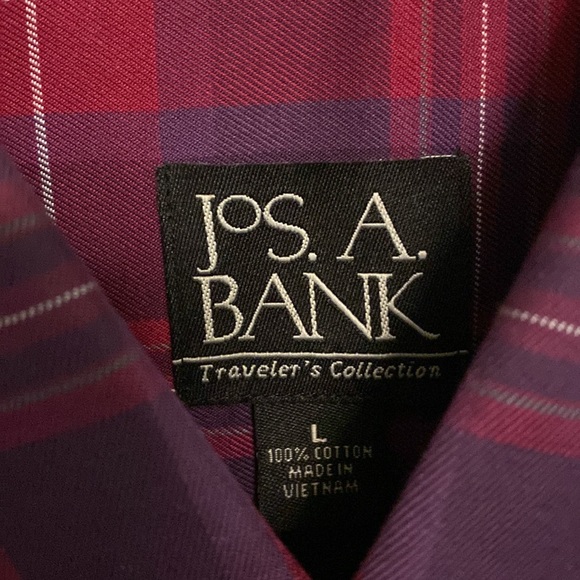 JoS. A.
BANK
Traveler's Collection
L
100% COTTON
MADE IN
VIETNAM